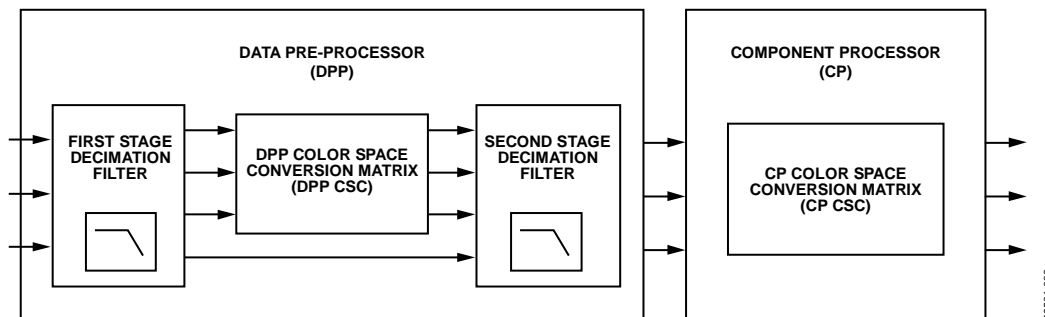 DATA PRE-PROCESSOR
(DPP)
COMPONENT PROCESSOR
(CP)
FIRST STAGE
DECIMATION
FILTER
DPP COLOR SPACE
CONVERSION MATRIX
(DPP CSC)
SECOND STAGE
DECIMATION
FILTER
CP COLOR SPACE
CONVERSION MATRIX
(CP CSC)